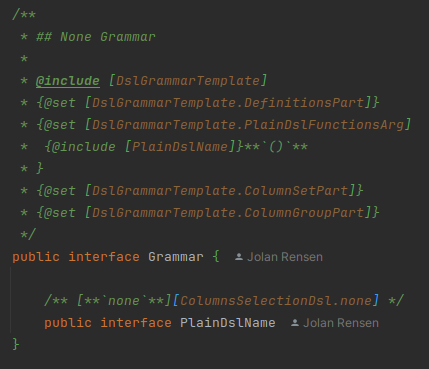 /**
 * ## None Grammar
 *
 * @include [DslGrammarTemplate]
 * {@set [DslGrammarTemplate.DefinitionsPart]}
 * {@set [DslGrammarTemplate.PlainDslFunctionsArg]
 *  {@include [PlainDslName]}**`()`**
 * }
 * {@set [DslGrammarTemplate.ColumnSetPart]}
 * {@set [DslGrammarTemplate.ColumnGroupPart]}
 */
public interface Grammar { Jolan Rensen
    /** [**`none`**][ColumnsSelectionDsl.none] */
    public interface PlainDslName Jolan Rensen
}